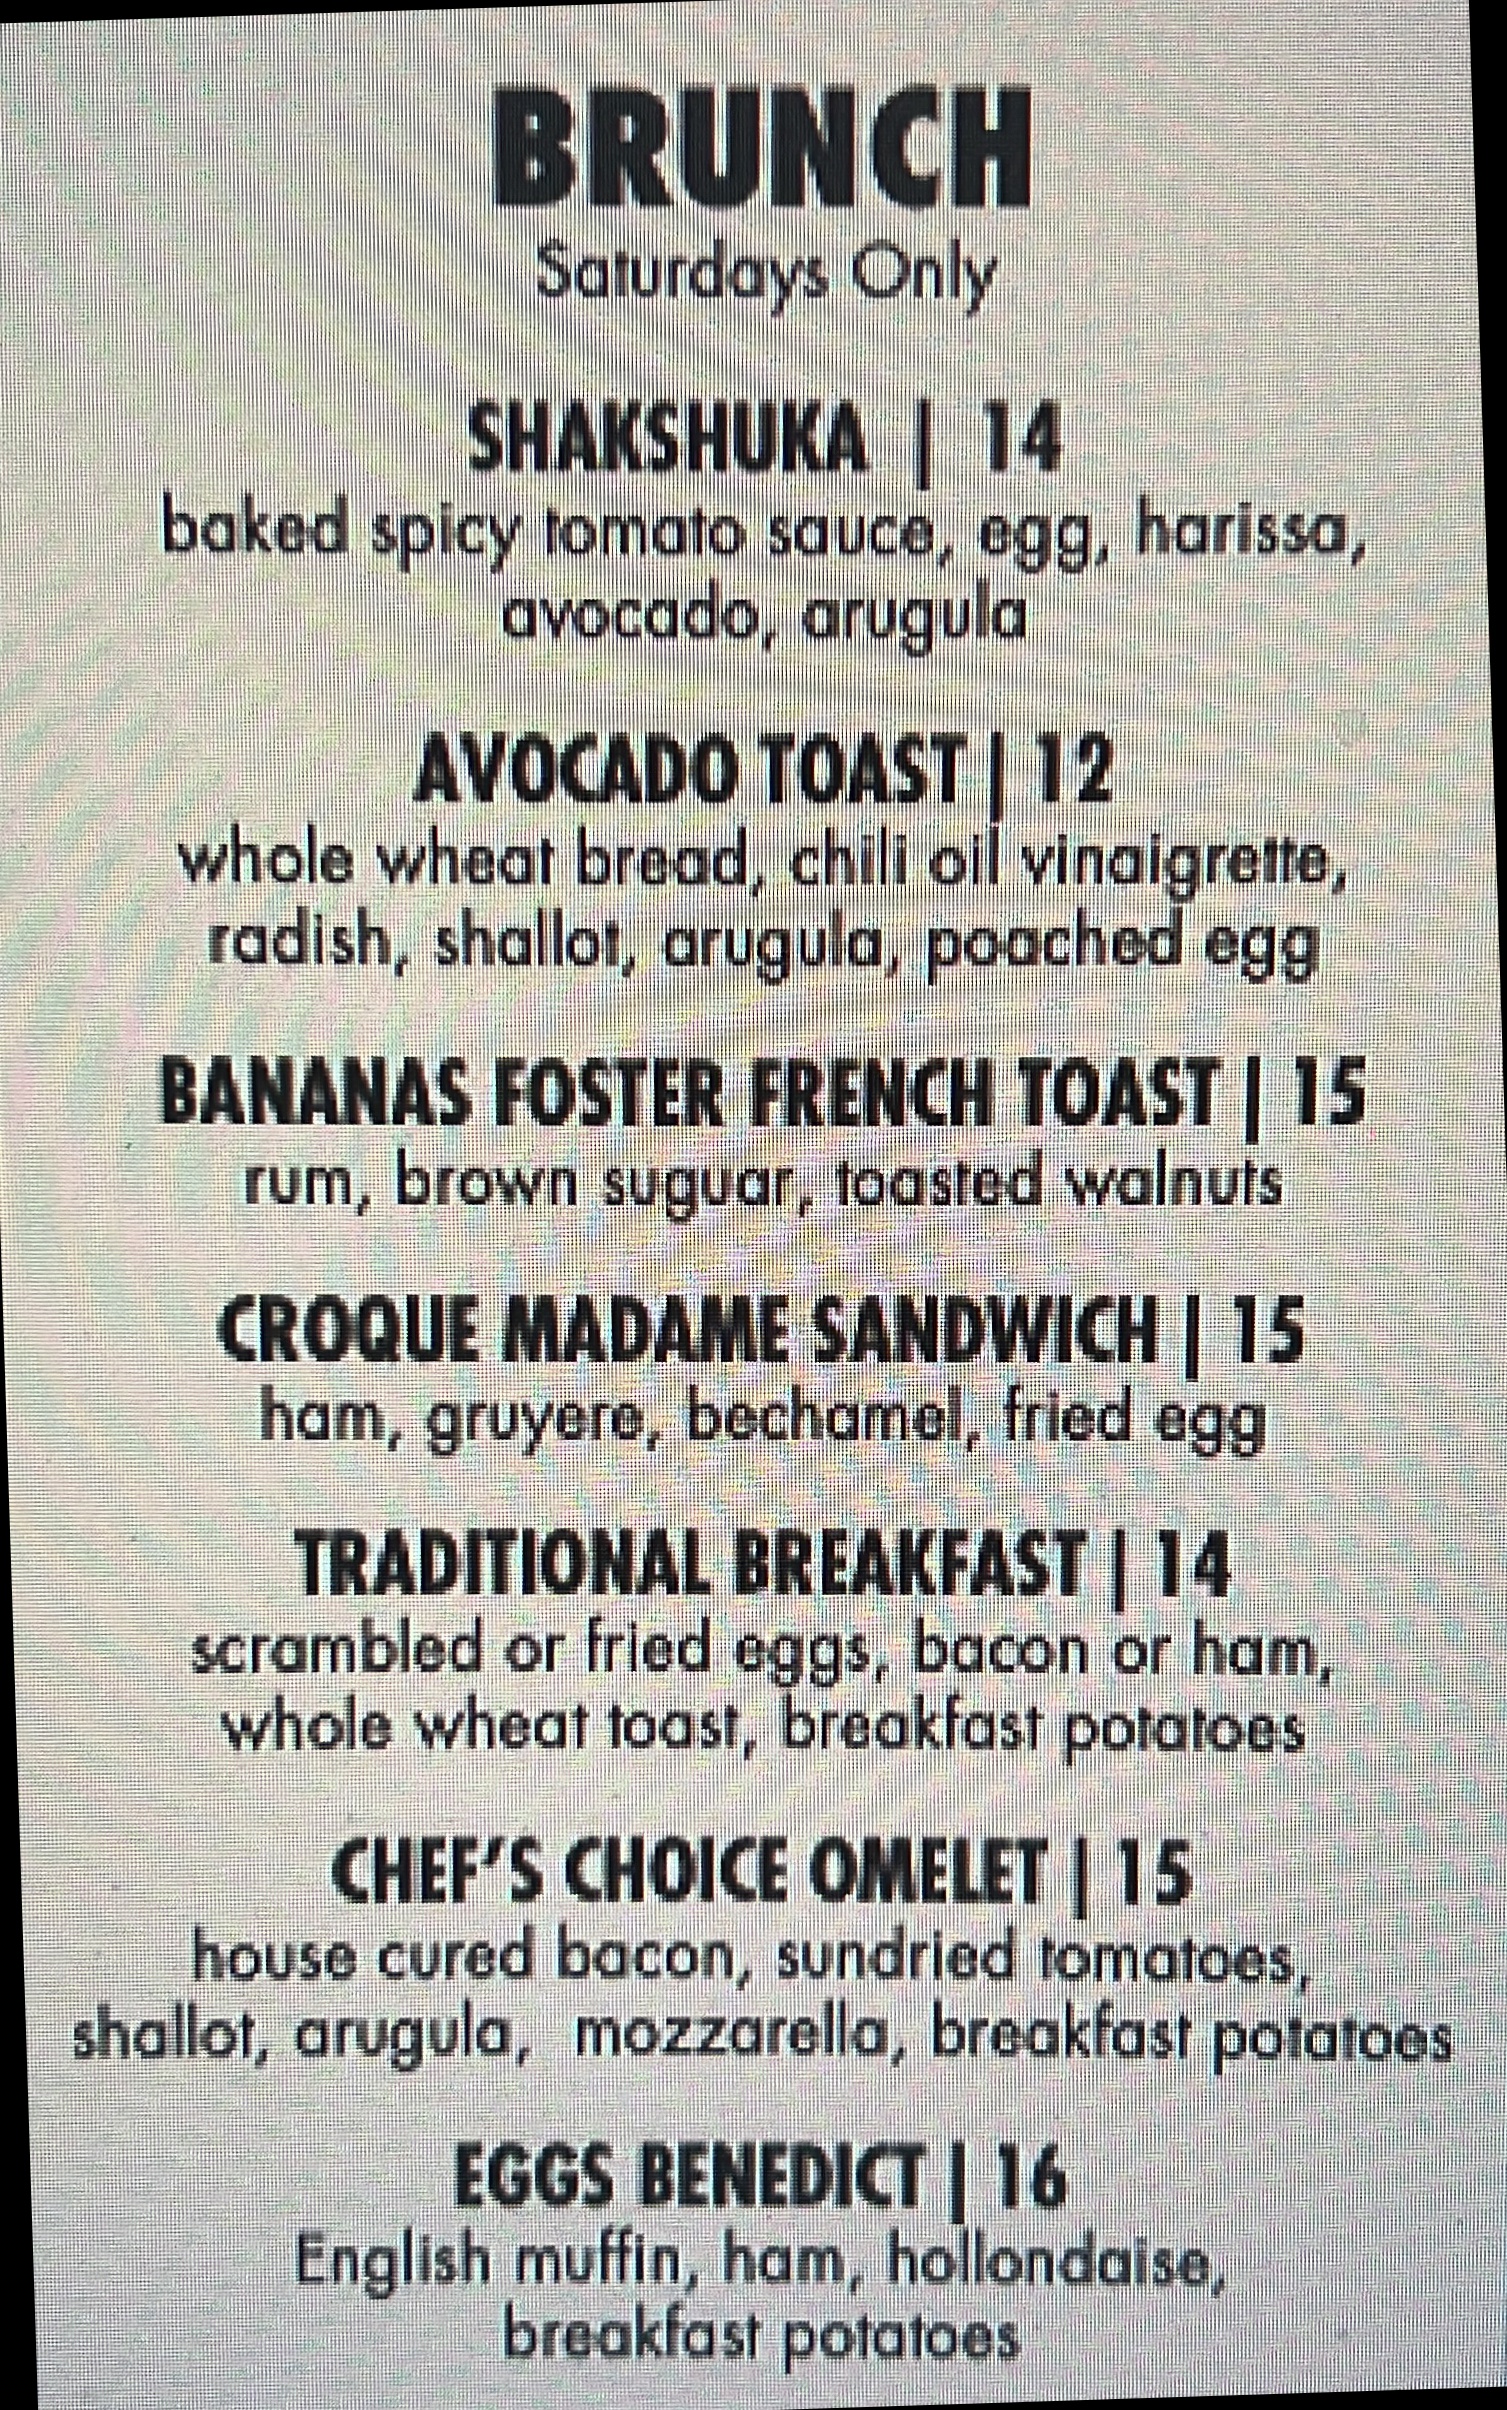 BRUNCH
Saturdays Only
SHAKSHUKA | 14
baked spicy tomato sauce, egg, harissa,
avocado, arugula
AVOCADO TOAST | 12
whole wheat bread, chili oil vinaigrette,
radish, shallot, arugula, poached egg
BANANAS FOSTER FRENCH TOAST | 15
rum, brown suguar, toasted walnuts
CROQUE MADAME SANDWICH | 15
ham, gruyere, bechamel, fried egg
TRADITIONAL BREAKFAST | 14
scrambled or fried eggs, bacon or ham,
whole wheat toast, breakfast potatoes
CHEF'S CHOICE OMELET | 15
house cured bacon, sundried tomatoes,
shallot, arugula, mozzarella, breakfast potatoes
EGGS BENEDICT | 16
English muffin, ham, hollondaise,
breakfast potatoes